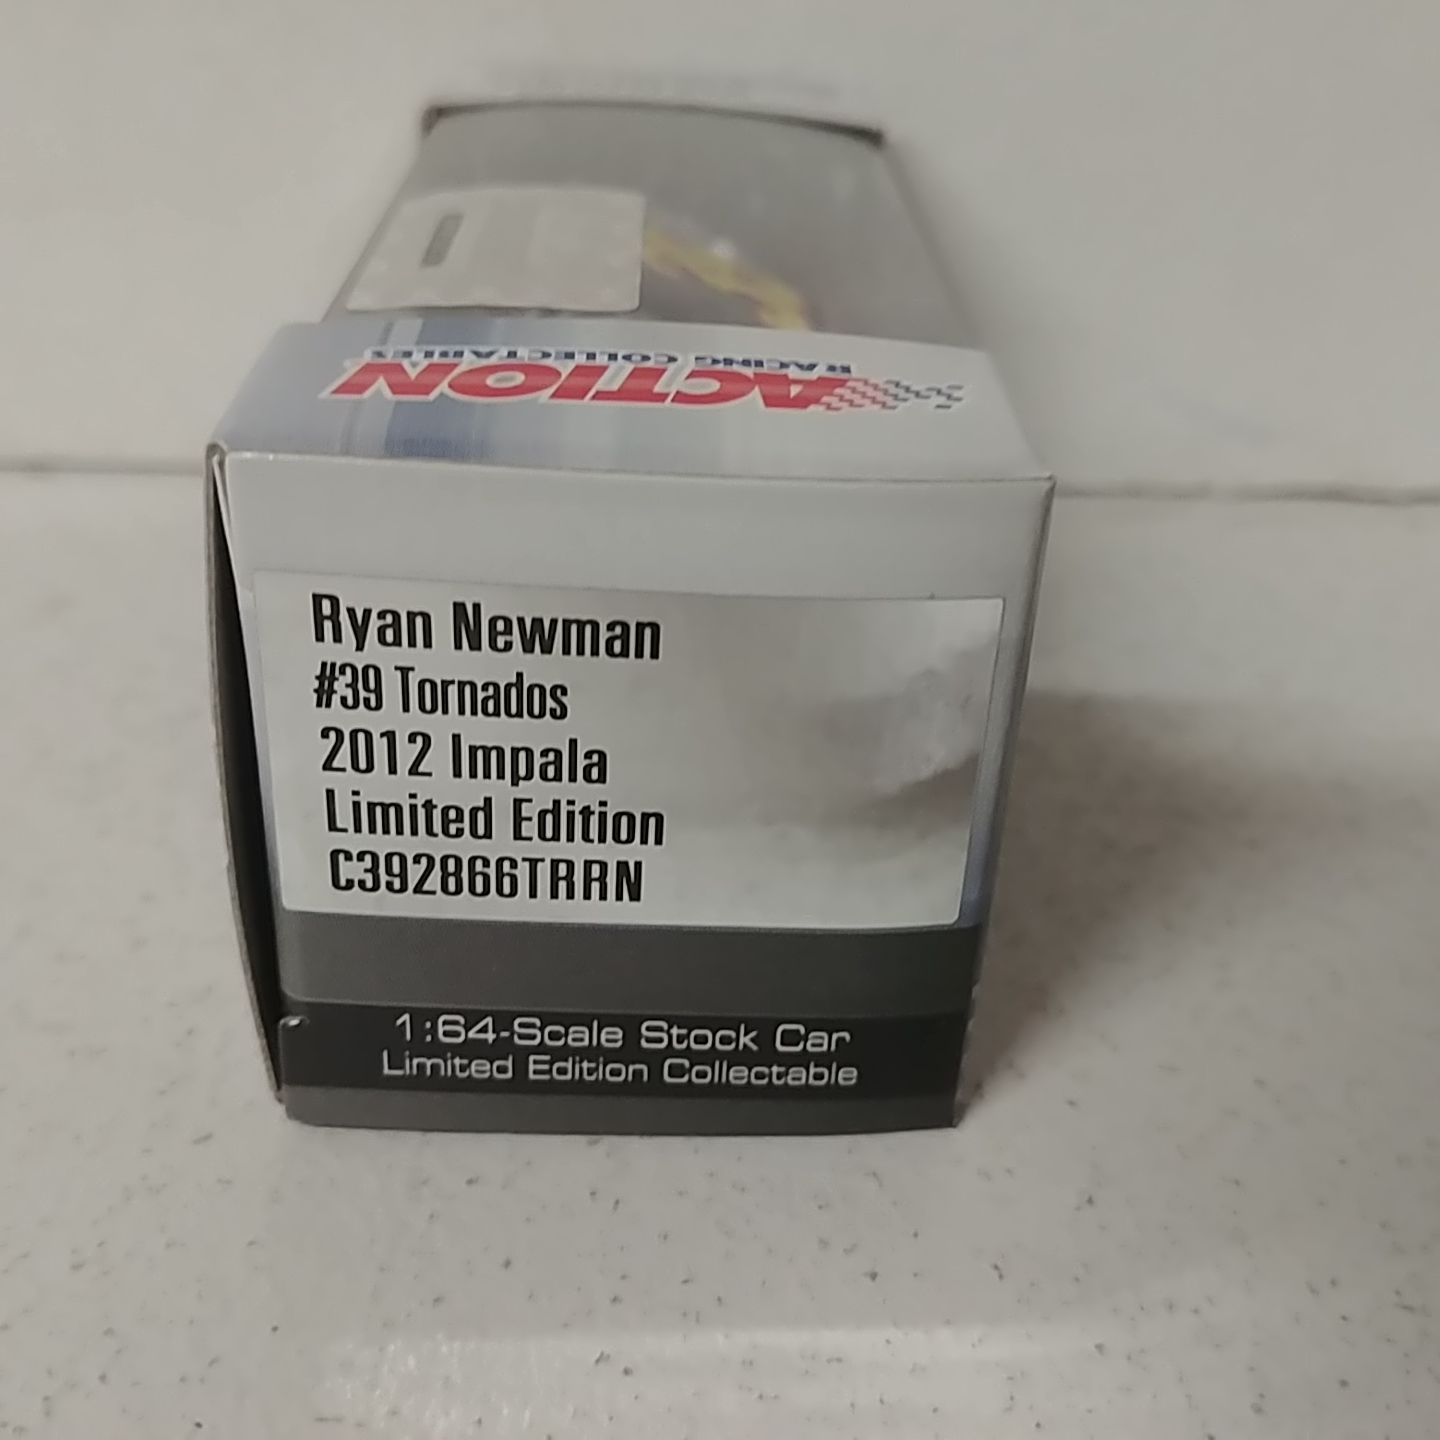 ACTION
RACING COLLECTABLES
Ryan Newman
#39 Tornados
2012 Impala
Limited Edition
C392866TRRN
1:64-Scale Stock Car
Limited Edition Collectable